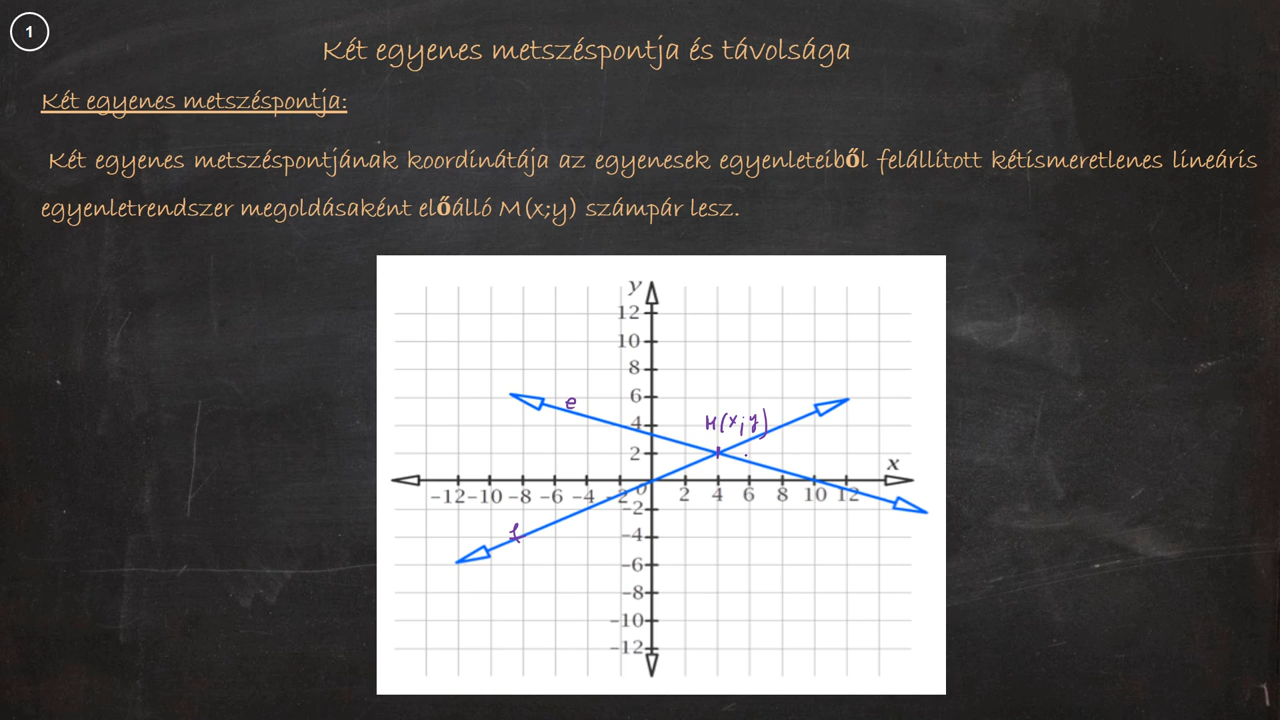 1
Két egyenes metszéspontja és távolsága
Két egyenes metszéspontja:
Két egyenes metszéspontjának koordinátája az egyenesek egyenleteiből felállított kétismeretlenes lineáris
egyenletrendszer megoldásaként előálló M(x;y) számpár lesz.
y
12
10
8
6
e
4
M(x;y)
2
x
-12 -10 -8 -6 -4 -2 0 2 4 6 8 10 12
-2
f
-4
-6
-8
-10
-12